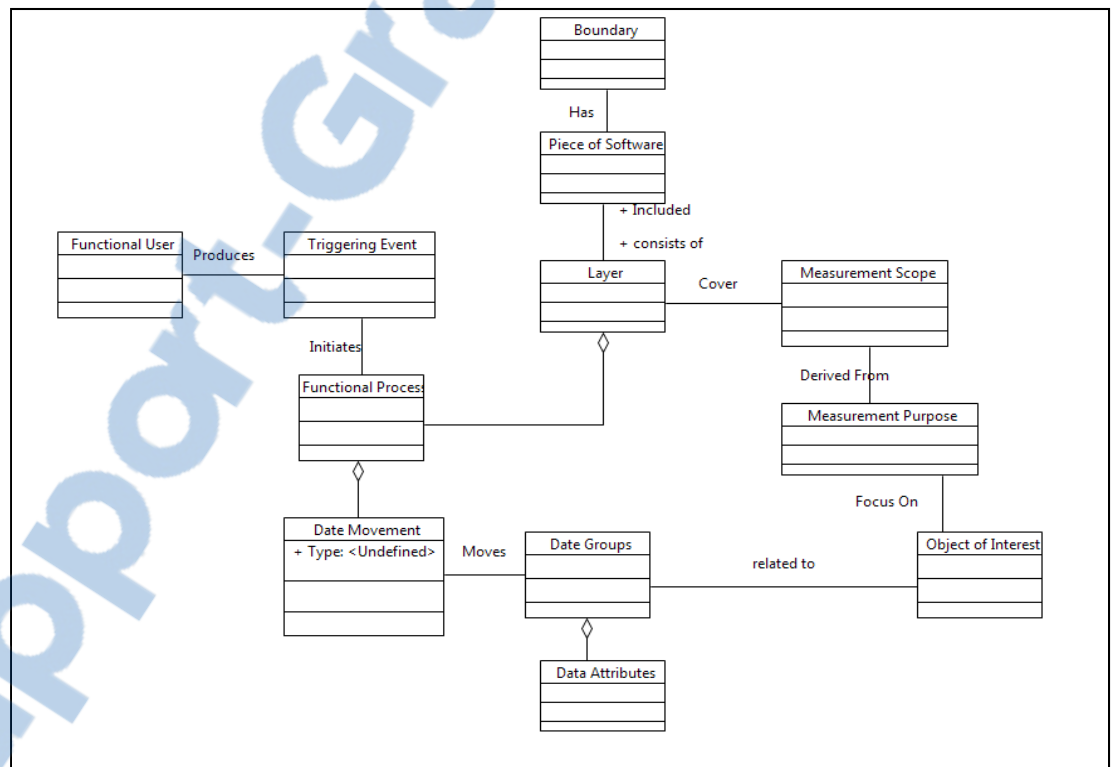 Boundary
Has
Piece of Software
+ Included
+ consists of
Functional User
Produces
Triggering Event
Layer
Cover
Measurement Scope
Initiates
Derived From
Functional Process
Measurement Purpose
Focus On
Date Movement
+ Type: <Undefined>
Moves
Date Groups
related to
Object of Interest
Data Attributes
pport-Gr